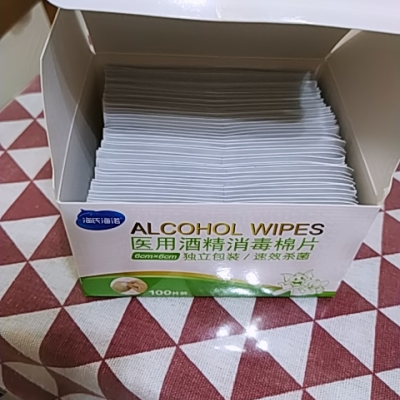 海氏海诺
ALCOHOL WIPES
医用酒精消毒棉片
6cm×6cm 独立包装/速效杀菌
100片装